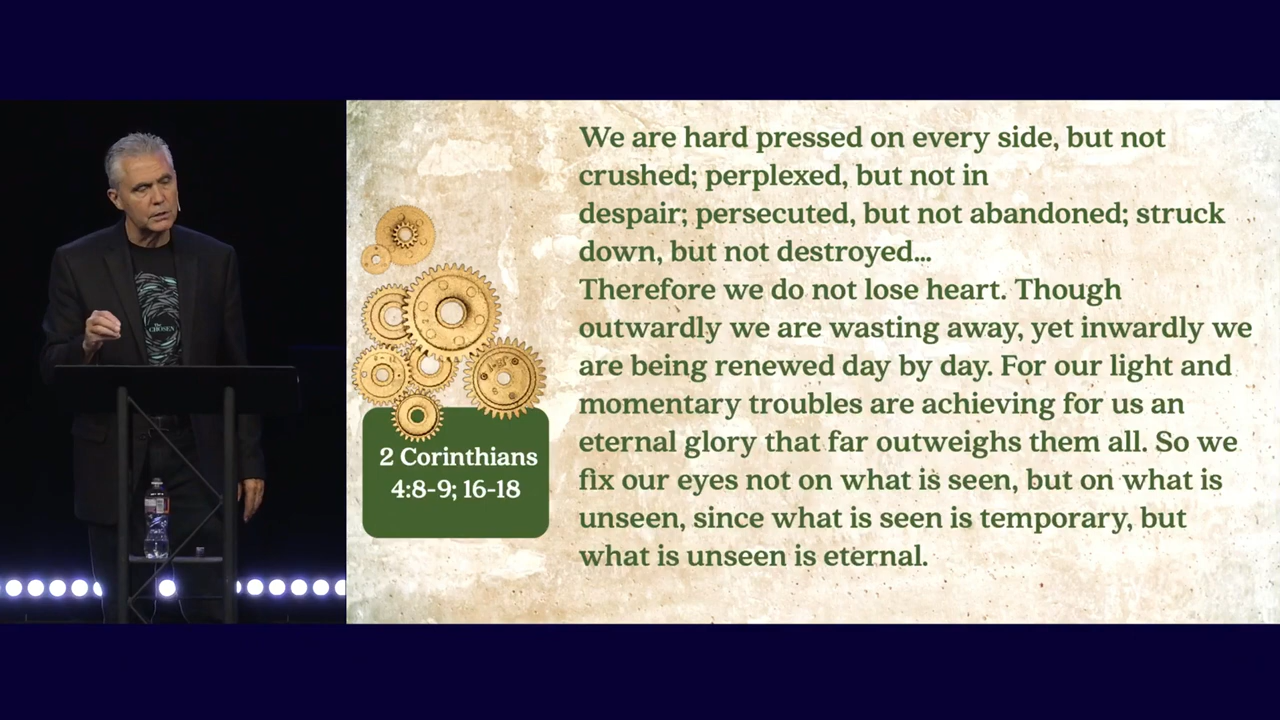 We are hard pressed on every side, but not
crushed; perplexed, but not in
despair; persecuted, but not abandoned; struck
down, but not destroyed...
Therefore we do not lose heart. Though
outwardly we are wasting away, yet inwardly we
are being renewed day by day. For our light and
momentary troubles are achieving for us an
eternal glory that far outweighs them all. So we
fix our eyes not on what is seen, but on what is
unseen, since what is seen is temporary, but
what is unseen is eternal.
2 Corinthians
4:8-9; 16-18
The
CHOSEN